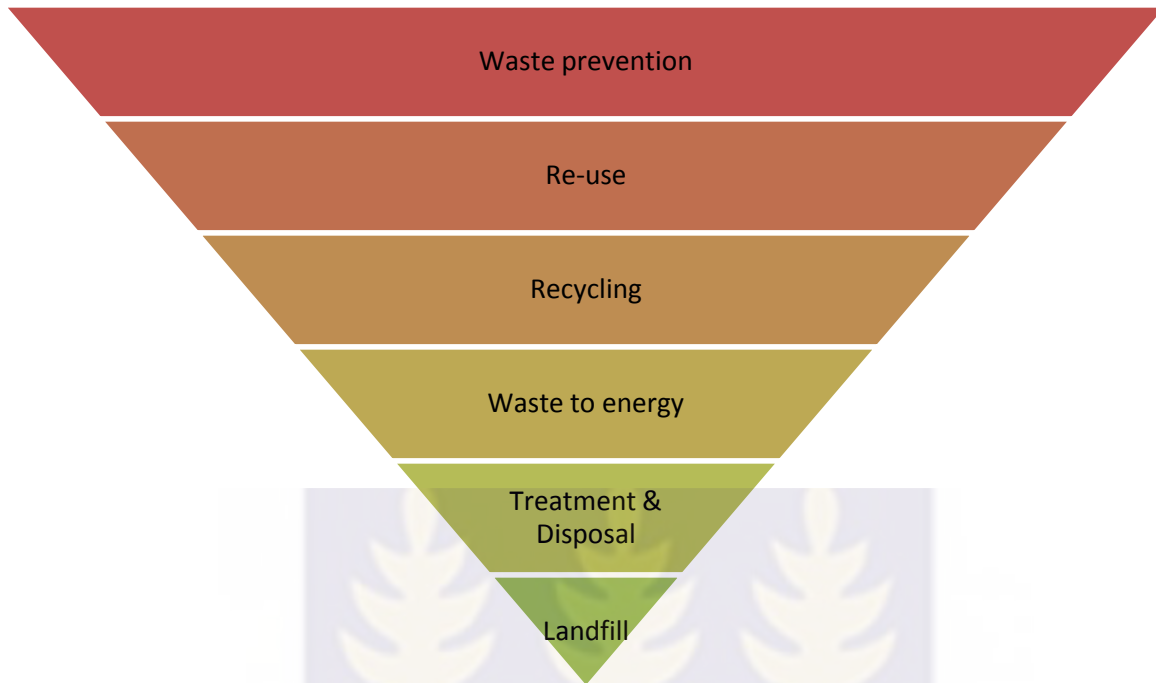 Waste prevention
Re-use
Recycling
Waste to energy
Treatment &
Disposal
Landfill